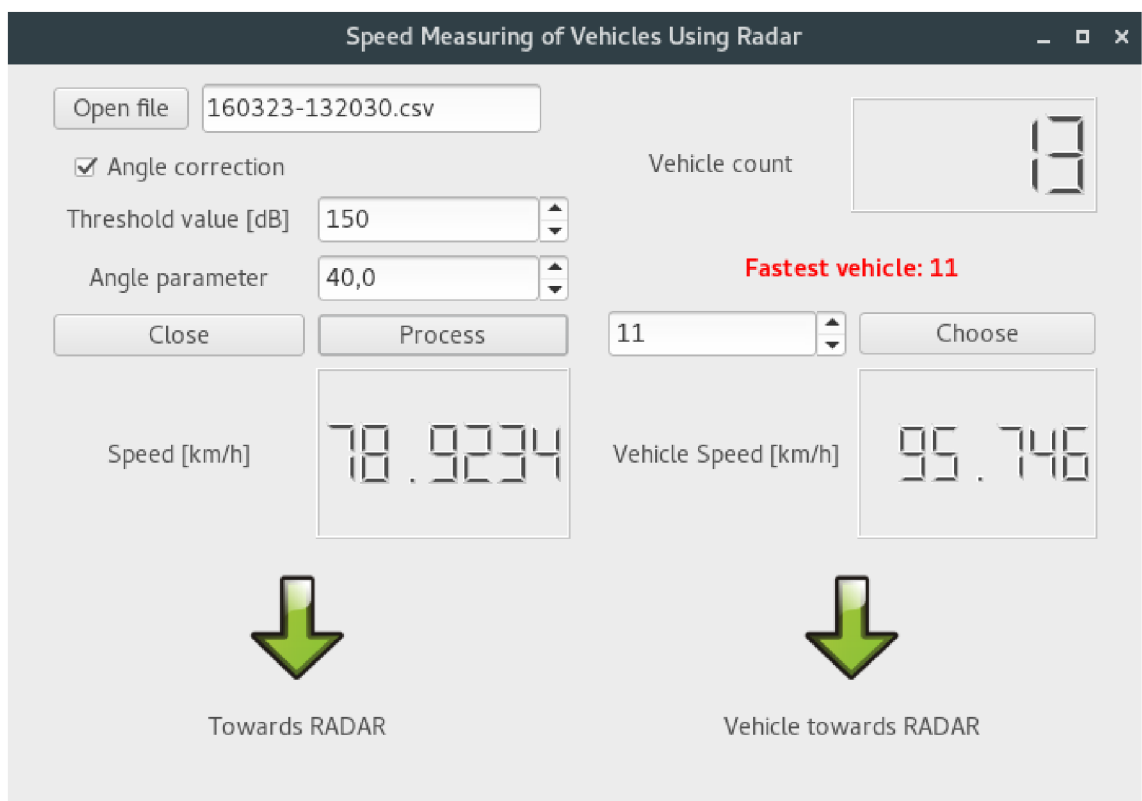 Speed Measuring of Vehicles Using Radar
Open file 160323-132030.csv
Angle correction
Threshold value [dB] 150
Angle parameter 40,0
Close Process
Speed [km/h] 78.9234
Towards RADAR
Vehicle count 13
Fastest vehicle: 11
11 Choose
Vehicle Speed [km/h] 95.746
Vehicle towards RADAR